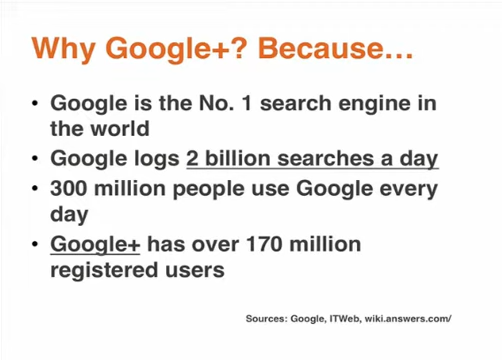 Why Google+? Because…
• Google is the No. 1 search engine in
the world
• Google logs 2 billion searches a day
• 300 million people use Google every
day
• Google+ has over 170 million
registered users
Sources: Google, ITWeb, wiki.answers.com/